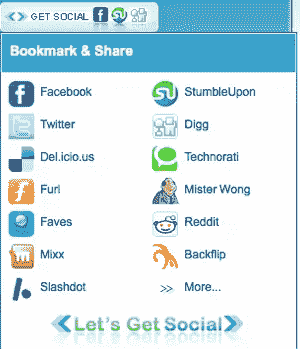 GET SOCIAL
Bookmark & Share
Facebook StumbleUpon
Twitter Digg
Del.icio.us Technorati
Furl Mister Wong
Faves Reddit
Mixx Backflip
Slashdot >> More...
Let's Get Social